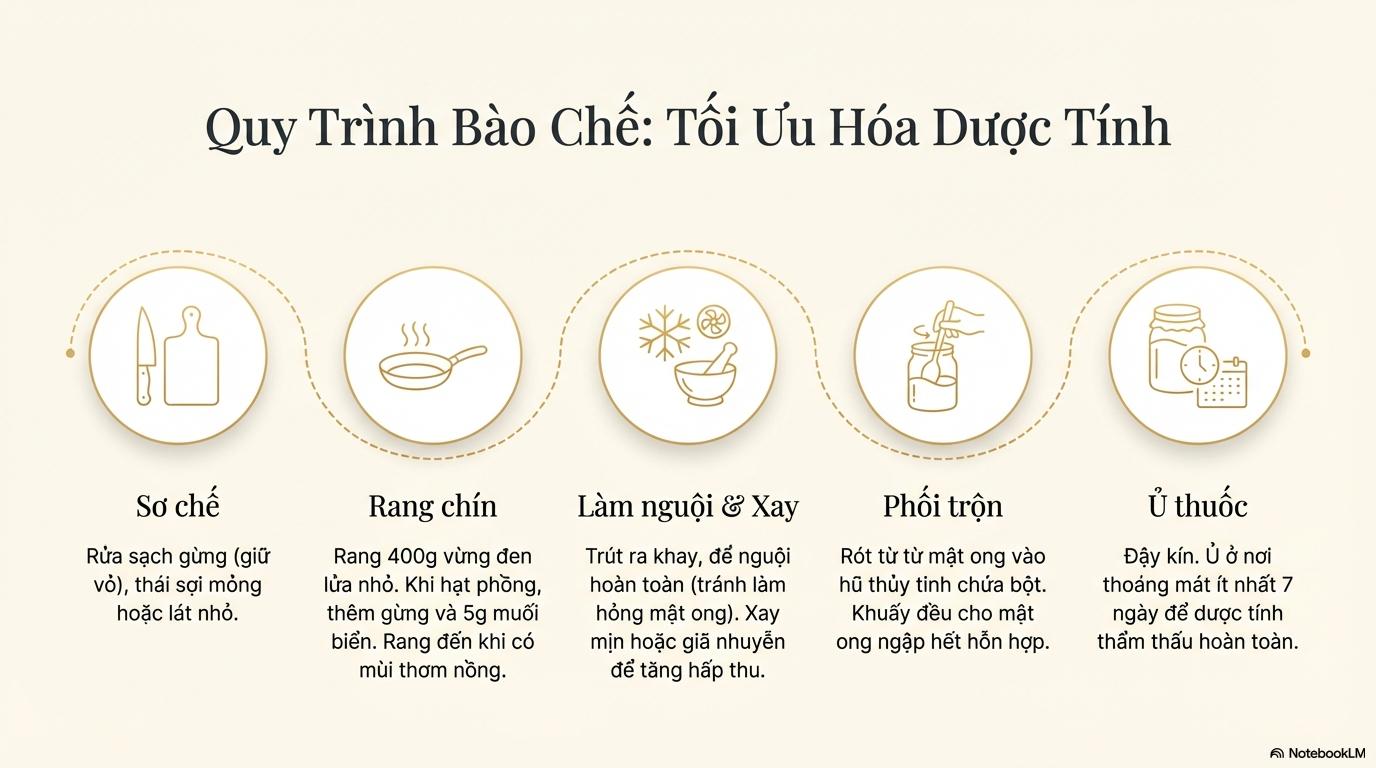 Quy Trình Bào Chế: Tối Ưu Hóa Dược Tính
Sơ chế
Rửa sạch gừng (giữ
vỏ), thái sợi mỏng
hoặc lát nhỏ.
Rang chín
Rang 400g vừng đen
lửa nhỏ. Khi hạt phồng,
thêm gừng và 5g muối
biển. Rang đến khi có
mùi thơm nồng.
Làm nguội & Xay
Trút ra khay, để nguội
hoàn toàn (tránh làm
hỏng mật ong). Xay
mịn hoặc giã nhuyễn
để tăng hấp thu.
Phối trộn
Rót từ từ mật ong vào
hũ thủy tinh chứa bột.
Khuấy đều cho mật
ong ngập hết hỗn hợp.
Ủ thuốc
Đậy kín. Ủ ở nơi
thoáng mát ít nhất 7
ngày để dược tính
thẩm thấu hoàn toàn.
NotebookLM